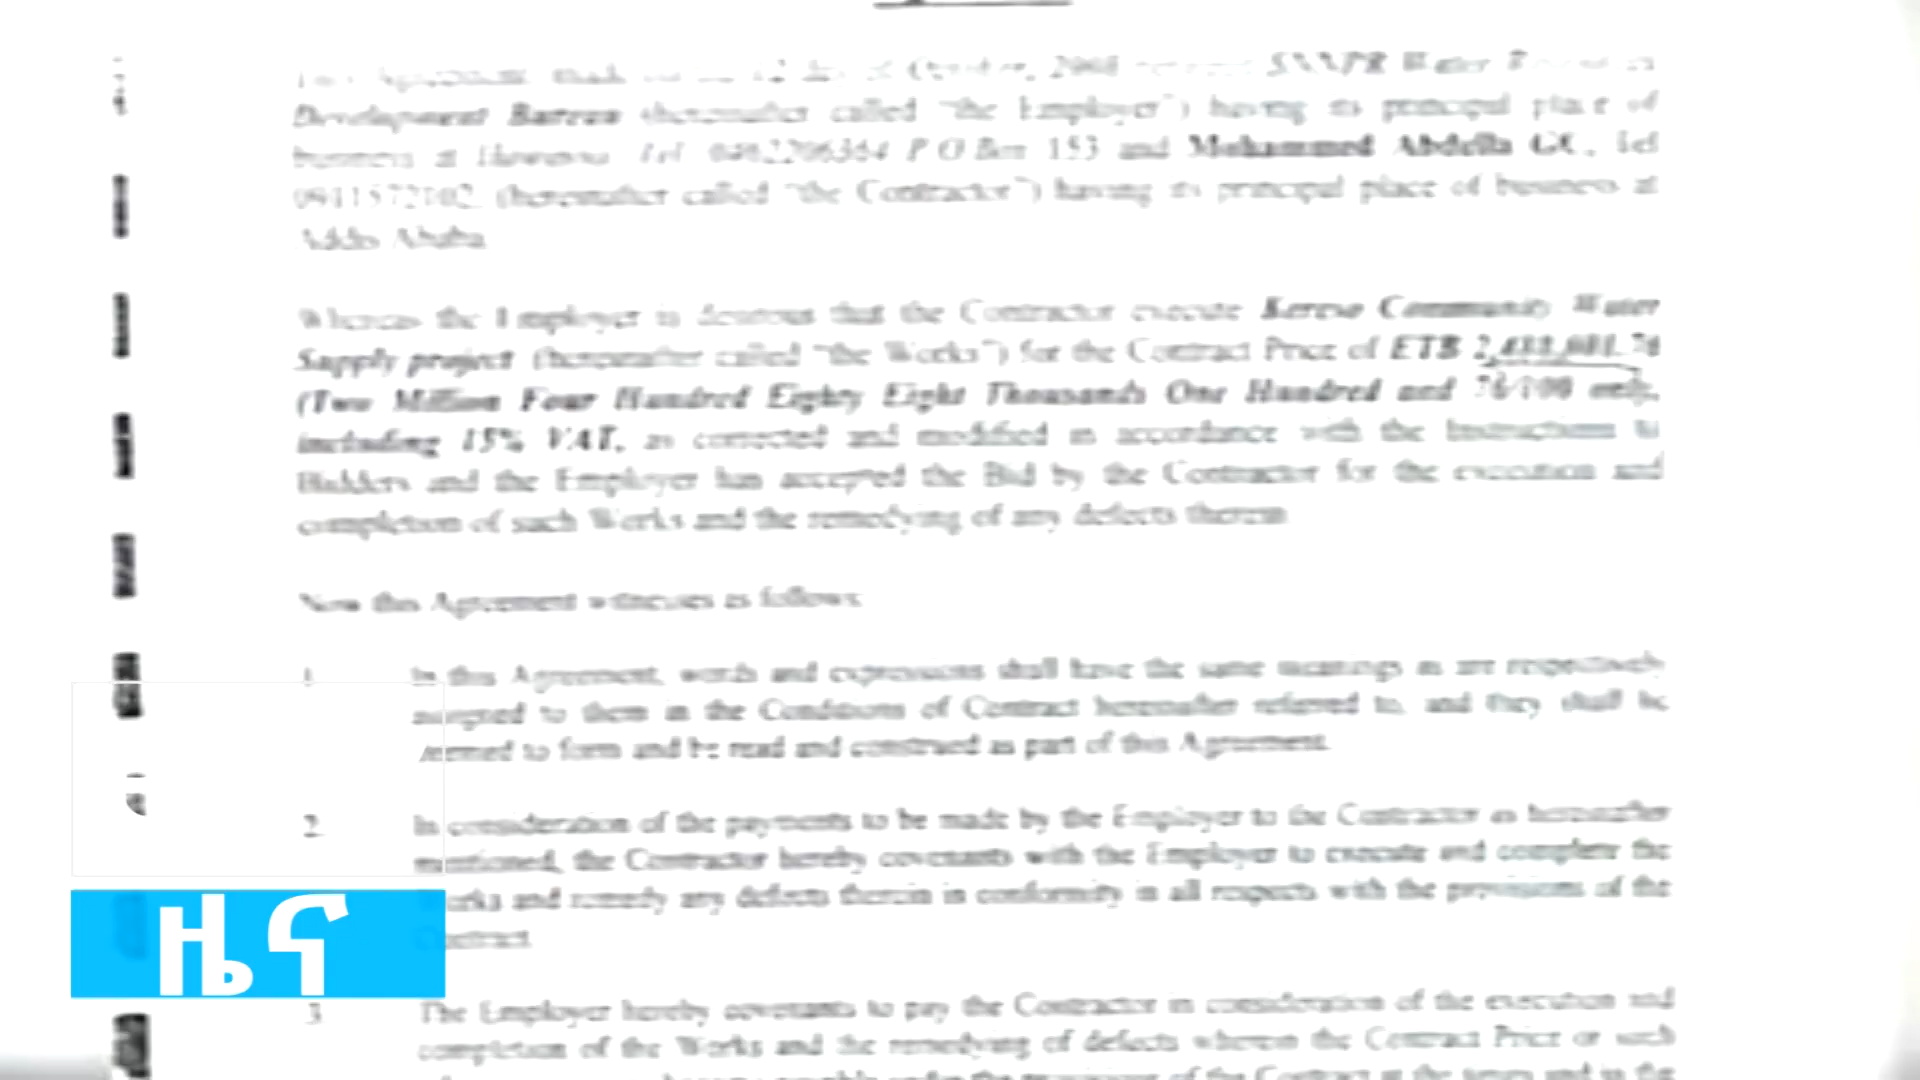 Development Bureau (hereinafter called "the Employer") having its principal place of
business at Hawassa, Tel P O Box 153 and Mohammed Abdella GC, Tel
(hereinafter called "the Contractor") having its principal place of business at
Addis Ababa
Whereas the Employer is desirous that the Contractor execute Community Water
Supply project (hereinafter called "the Works") for the Contract Price of ETB
(Two Million Four Hundred Eighty Eight Thousands One Hundred and 76/100 only,
including 15% VAT, as corrected and modified in accordance with the Instructions to
Bidders and the Employer has accepted the Bid by the Contractor for the execution and
completion of such Works and the remedying of any defects therein
Now this Agreement witnesses as follows:
1. In this Agreement, words and expressions shall have the same meanings as are respectively
assigned to them in the Conditions of Contract hereinafter referred to, and they shall be
deemed to form and be read and construed as part of this Agreement.
2. In consideration of the payments to be made by the Employer to the Contractor as hereinafter
mentioned, the Contractor hereby covenants with the Employer to execute and complete the
Works and remedy any defects therein in conformity in all respects with the provisions of the
Contract
ዜና
3. The Employer hereby covenants to pay the Contractor in consideration of the execution and
completion of the Works and the remedying of defects wherein the Contract Price or such